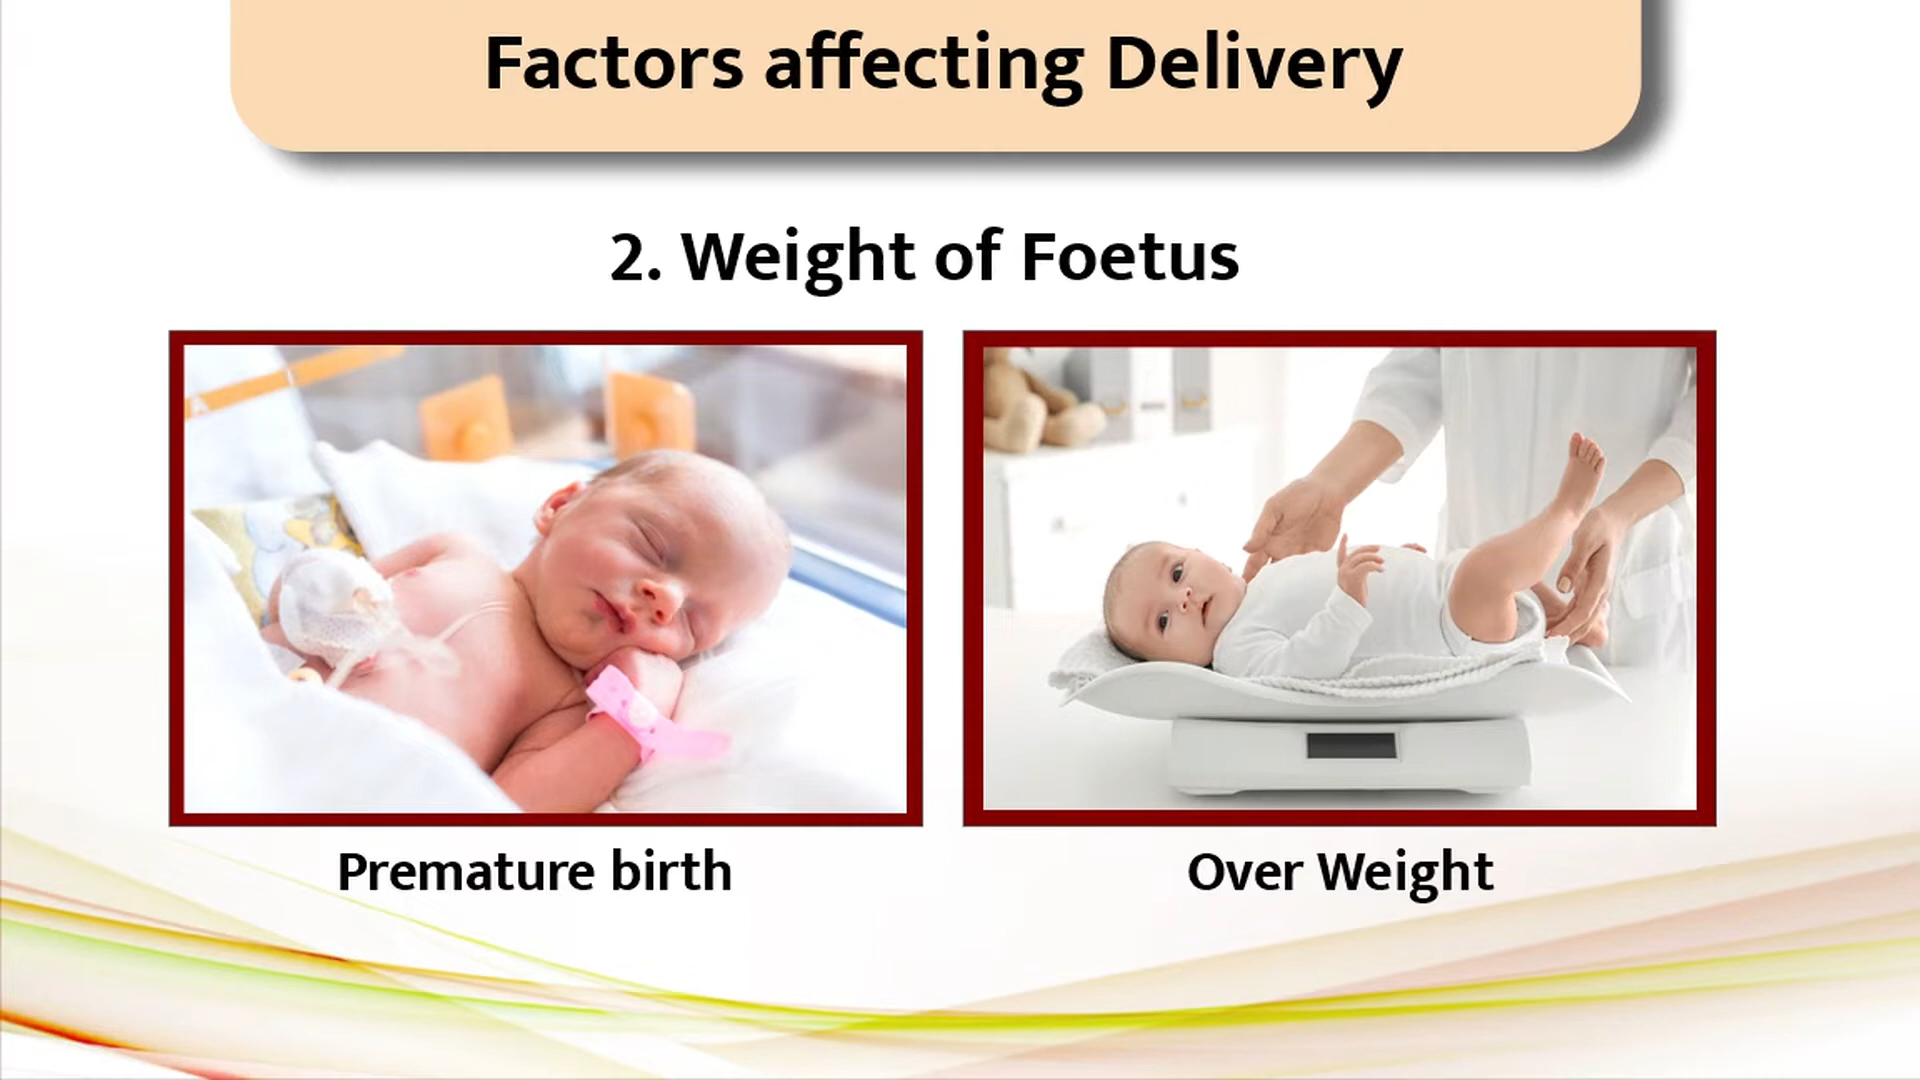 Factors affecting Delivery
2. Weight of Foetus
Premature birth
Over Weight